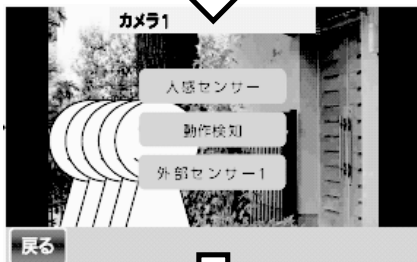 カメラ1
人感センサー
動作検知
外部センサー1
戻る